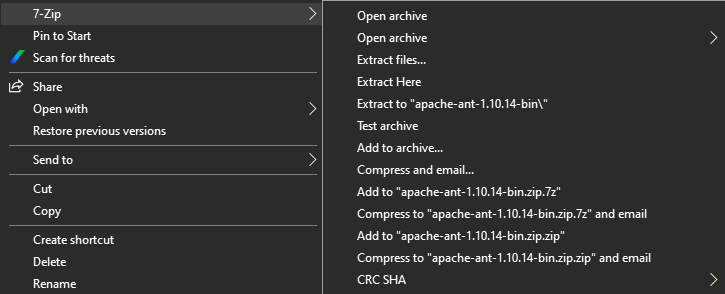 7-Zip
Pin to Start
Scan for threats
Share
Open with
Restore previous versions
Send to
Cut
Copy
Create shortcut
Delete
Rename
Open archive
Open archive
Extract files...
Extract Here
Extract to "apache-ant-1.10.14-bin\"
Test archive
Add to archive...
Compress and email...
Add to "apache-ant-1.10.14-bin.zip.7z"
Compress to "apache-ant-1.10.14-bin.zip.7z" and email
Add to "apache-ant-1.10.14-bin.zip.zip"
Compress to "apache-ant-1.10.14-bin.zip.zip" and email
CRC SHA